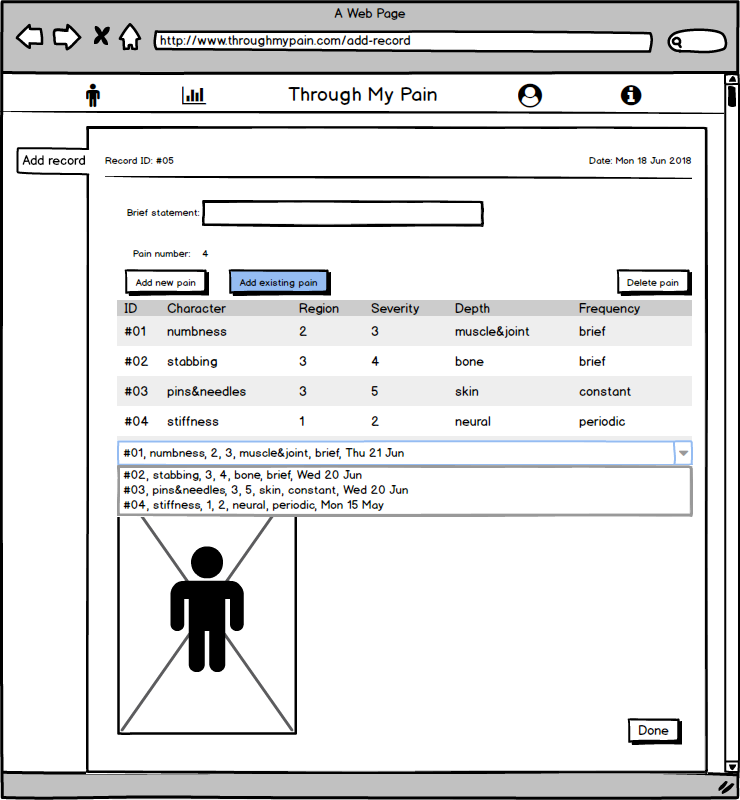 A Web Page
http://www.throughmypain.com/add-record
Through My Pain
Add record
Record ID: #05 Date: Mon 18 Jun 2018
Brief statement:
Pain number: 4
Add new pain Add existing pain Delete pain
ID Character Region Severity Depth Frequency
#01 numbness 2 3 muscle&joint brief
#02 stabbing 3 4 bone brief
#03 pins&needles 3 5 skin constant
#04 stiffness 1 2 neural periodic
#01, numbness, 2, 3, muscle&joint, brief, Thu 21 Jun
#02, stabbing, 3, 4, bone, brief, Wed 20 Jun
#03, pins&needles, 3, 5, skin, constant, Wed 20 Jun
#04, stiffness, 1, 2, neural, periodic, Mon 15 May
Done